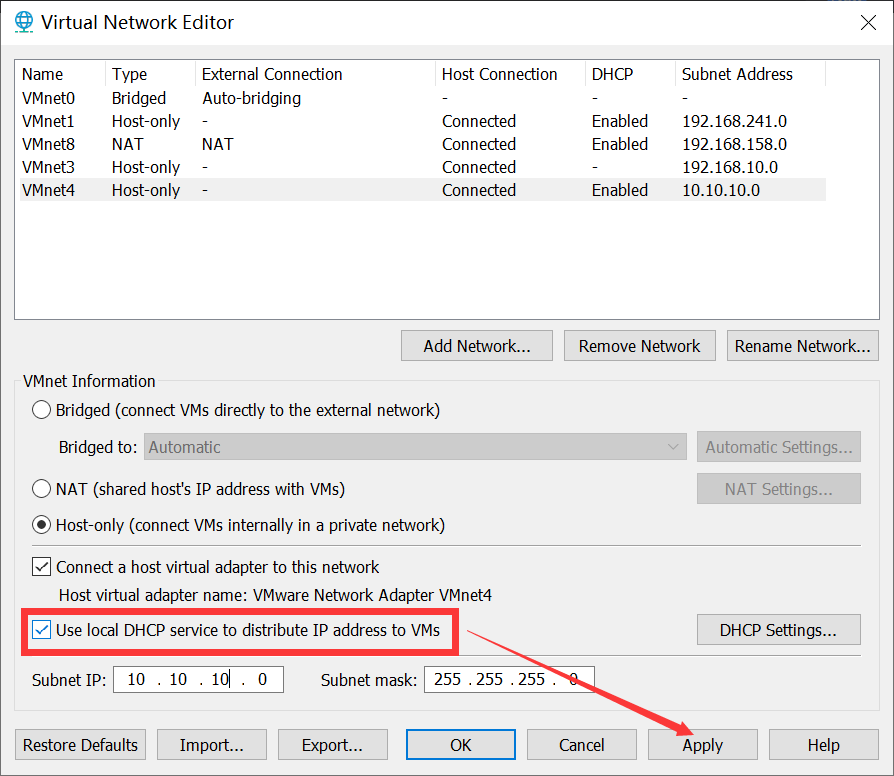 Virtual Network Editor
Name Type External Connection Host Connection DHCP Subnet Address
VMnet0 Bridged Auto-bridging - - -
VMnet1 Host-only - Connected Enabled 192.168.241.0
VMnet8 NAT NAT Connected Enabled 192.168.158.0
VMnet3 Host-only - Connected - 192.168.10.0
VMnet4 Host-only - Connected Enabled 10.10.10.0
Add Network... Remove Network Rename Network...
VMnet Information
Bridged (connect VMs directly to the external network)
Bridged to: Automatic Automatic Settings...
NAT (shared host's IP address with VMs)
NAT Settings...
Host-only (connect VMs internally in a private network)
Connect a host virtual adapter to this network
Host virtual adapter name: VMware Network Adapter VMnet4
Use local DHCP service to distribute IP address to VMs DHCP Settings...
Subnet IP: 10 . 10 . 10 . 0 Subnet mask: 255 . 255 . 255 . 0
Restore Defaults Import... Export... OK Cancel Apply Help